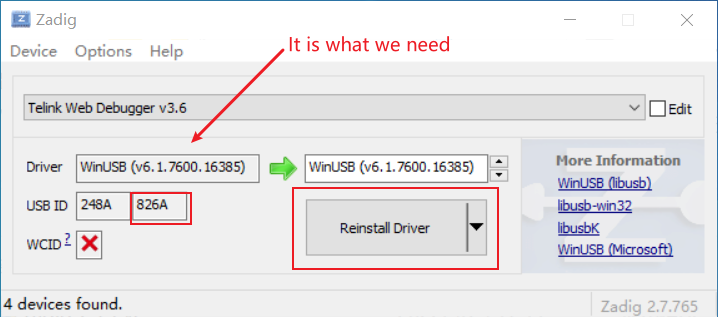 Zadig
Device Options Help
It is what we need
Telink Web Debugger v3.6
Edit
Driver WinUSB (v6.1.7600.16385) WinUSB (v6.1.7600.16385)
More Information
WinUSB (libusb)
USB ID 248A 826A
libusb-win32
Reinstall Driver
libusbK
WCID ?
WinUSB (Microsoft)
4 devices found.
Zadig 2.7.765